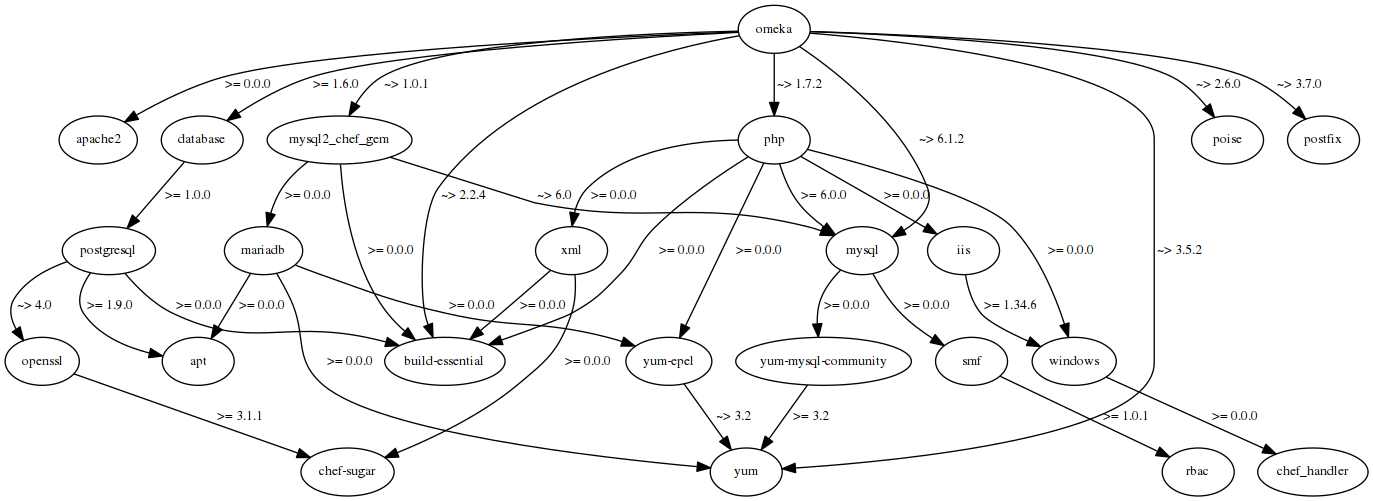 omeka
>= 0.0.0
>= 1.6.0
~> 1.0.1
~> 1.7.2
~> 2.6.0
~> 3.7.0
apache2
database
mysql2_chef_gem
php
~> 6.1.2
poise
postfix
>= 1.0.0
>= 0.0.0
~> 2.2.4
~> 6.0
>= 0.0.0
>= 6.0.0
>= 0.0.0
postgresql
mariadb
>= 0.0.0
xml
>= 0.0.0
>= 0.0.0
mysql
iis
>= 0.0.0
~> 3.5.2
~> 4.0
>= 1.9.0
>= 0.0.0
>= 0.0.0
>= 0.0.0
>= 0.0.0
>= 0.0.0
>= 0.0.0
>= 1.34.6
openssl
apt
>= 0.0.0
build-essential
>= 0.0.0
yum-epel
yum-mysql-community
smf
windows
>= 3.1.1
~> 3.2
>= 3.2
>= 1.0.1
>= 0.0.0
chef-sugar
yum
rbac
chef_handler